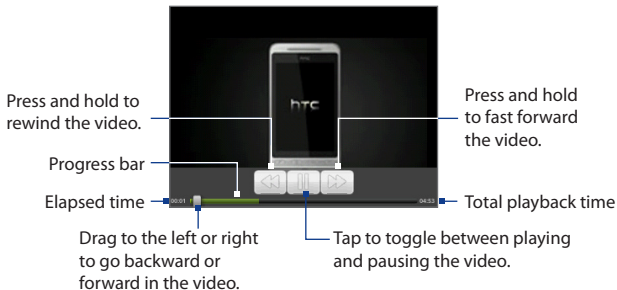 hTC
Press and hold to
rewind the video.
Press and hold
to fast forward
the video.
Progress bar
Elapsed time
00:01
04:53
Total playback time
Drag to the left or right
to go backward or
forward in the video.
Tap to toggle between playing
and pausing the video.